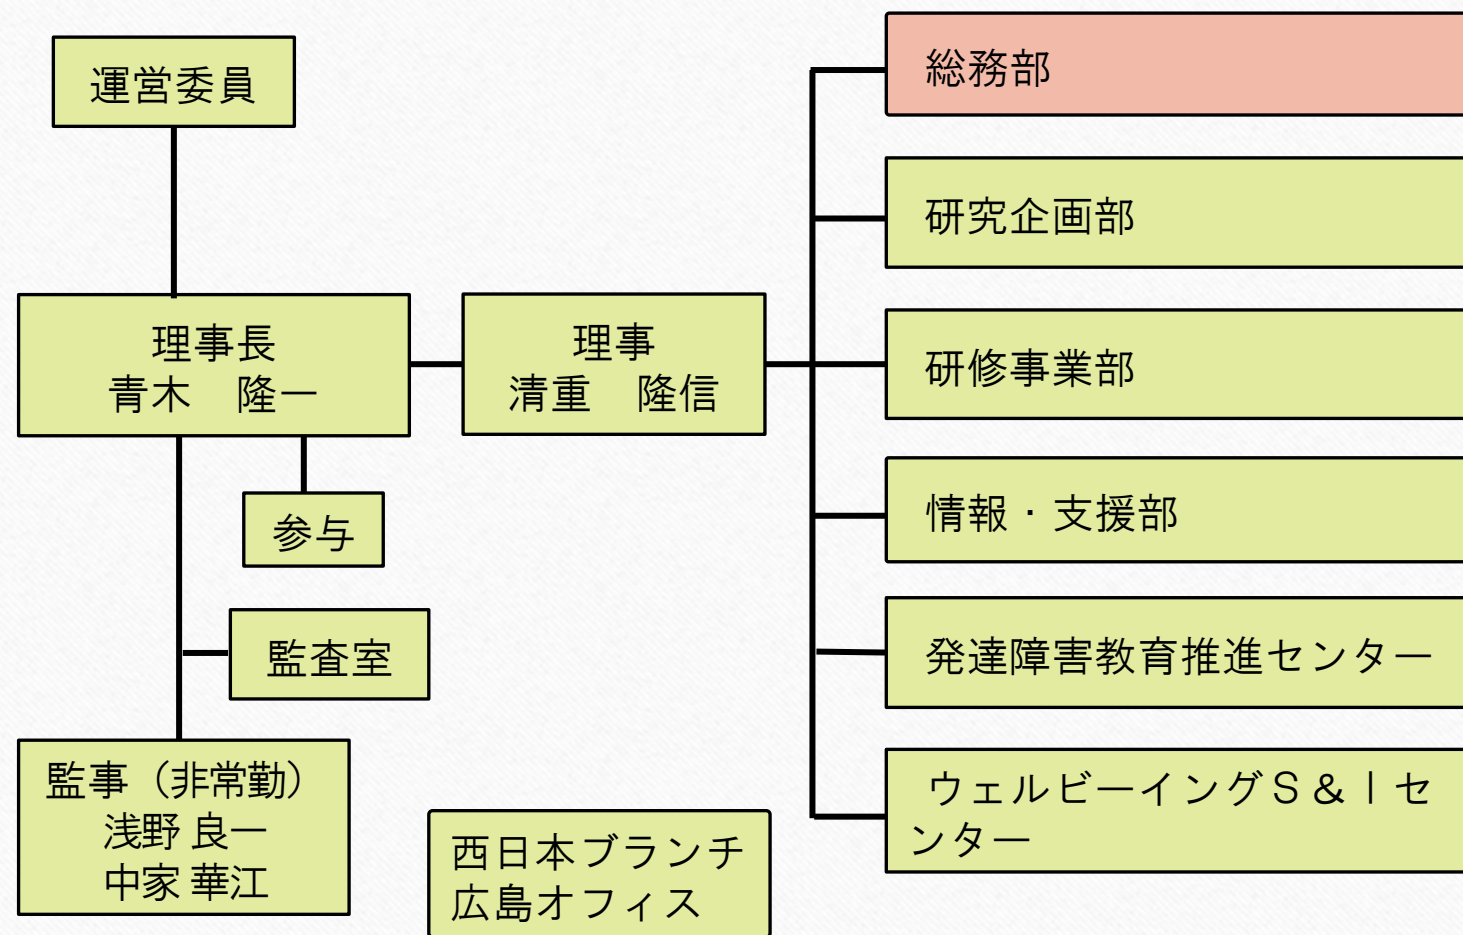 運営委員
理事長
青木　隆一
理事
清重　隆信
参与
監査室
監事（非常勤）
浅野 良一
中家 華江
西日本ブランチ
広島オフィス
総務部
研究企画部
研修事業部
情報・支援部
発達障害教育推進センター
ウェルビーイングＳ＆Ｉセ
ンター